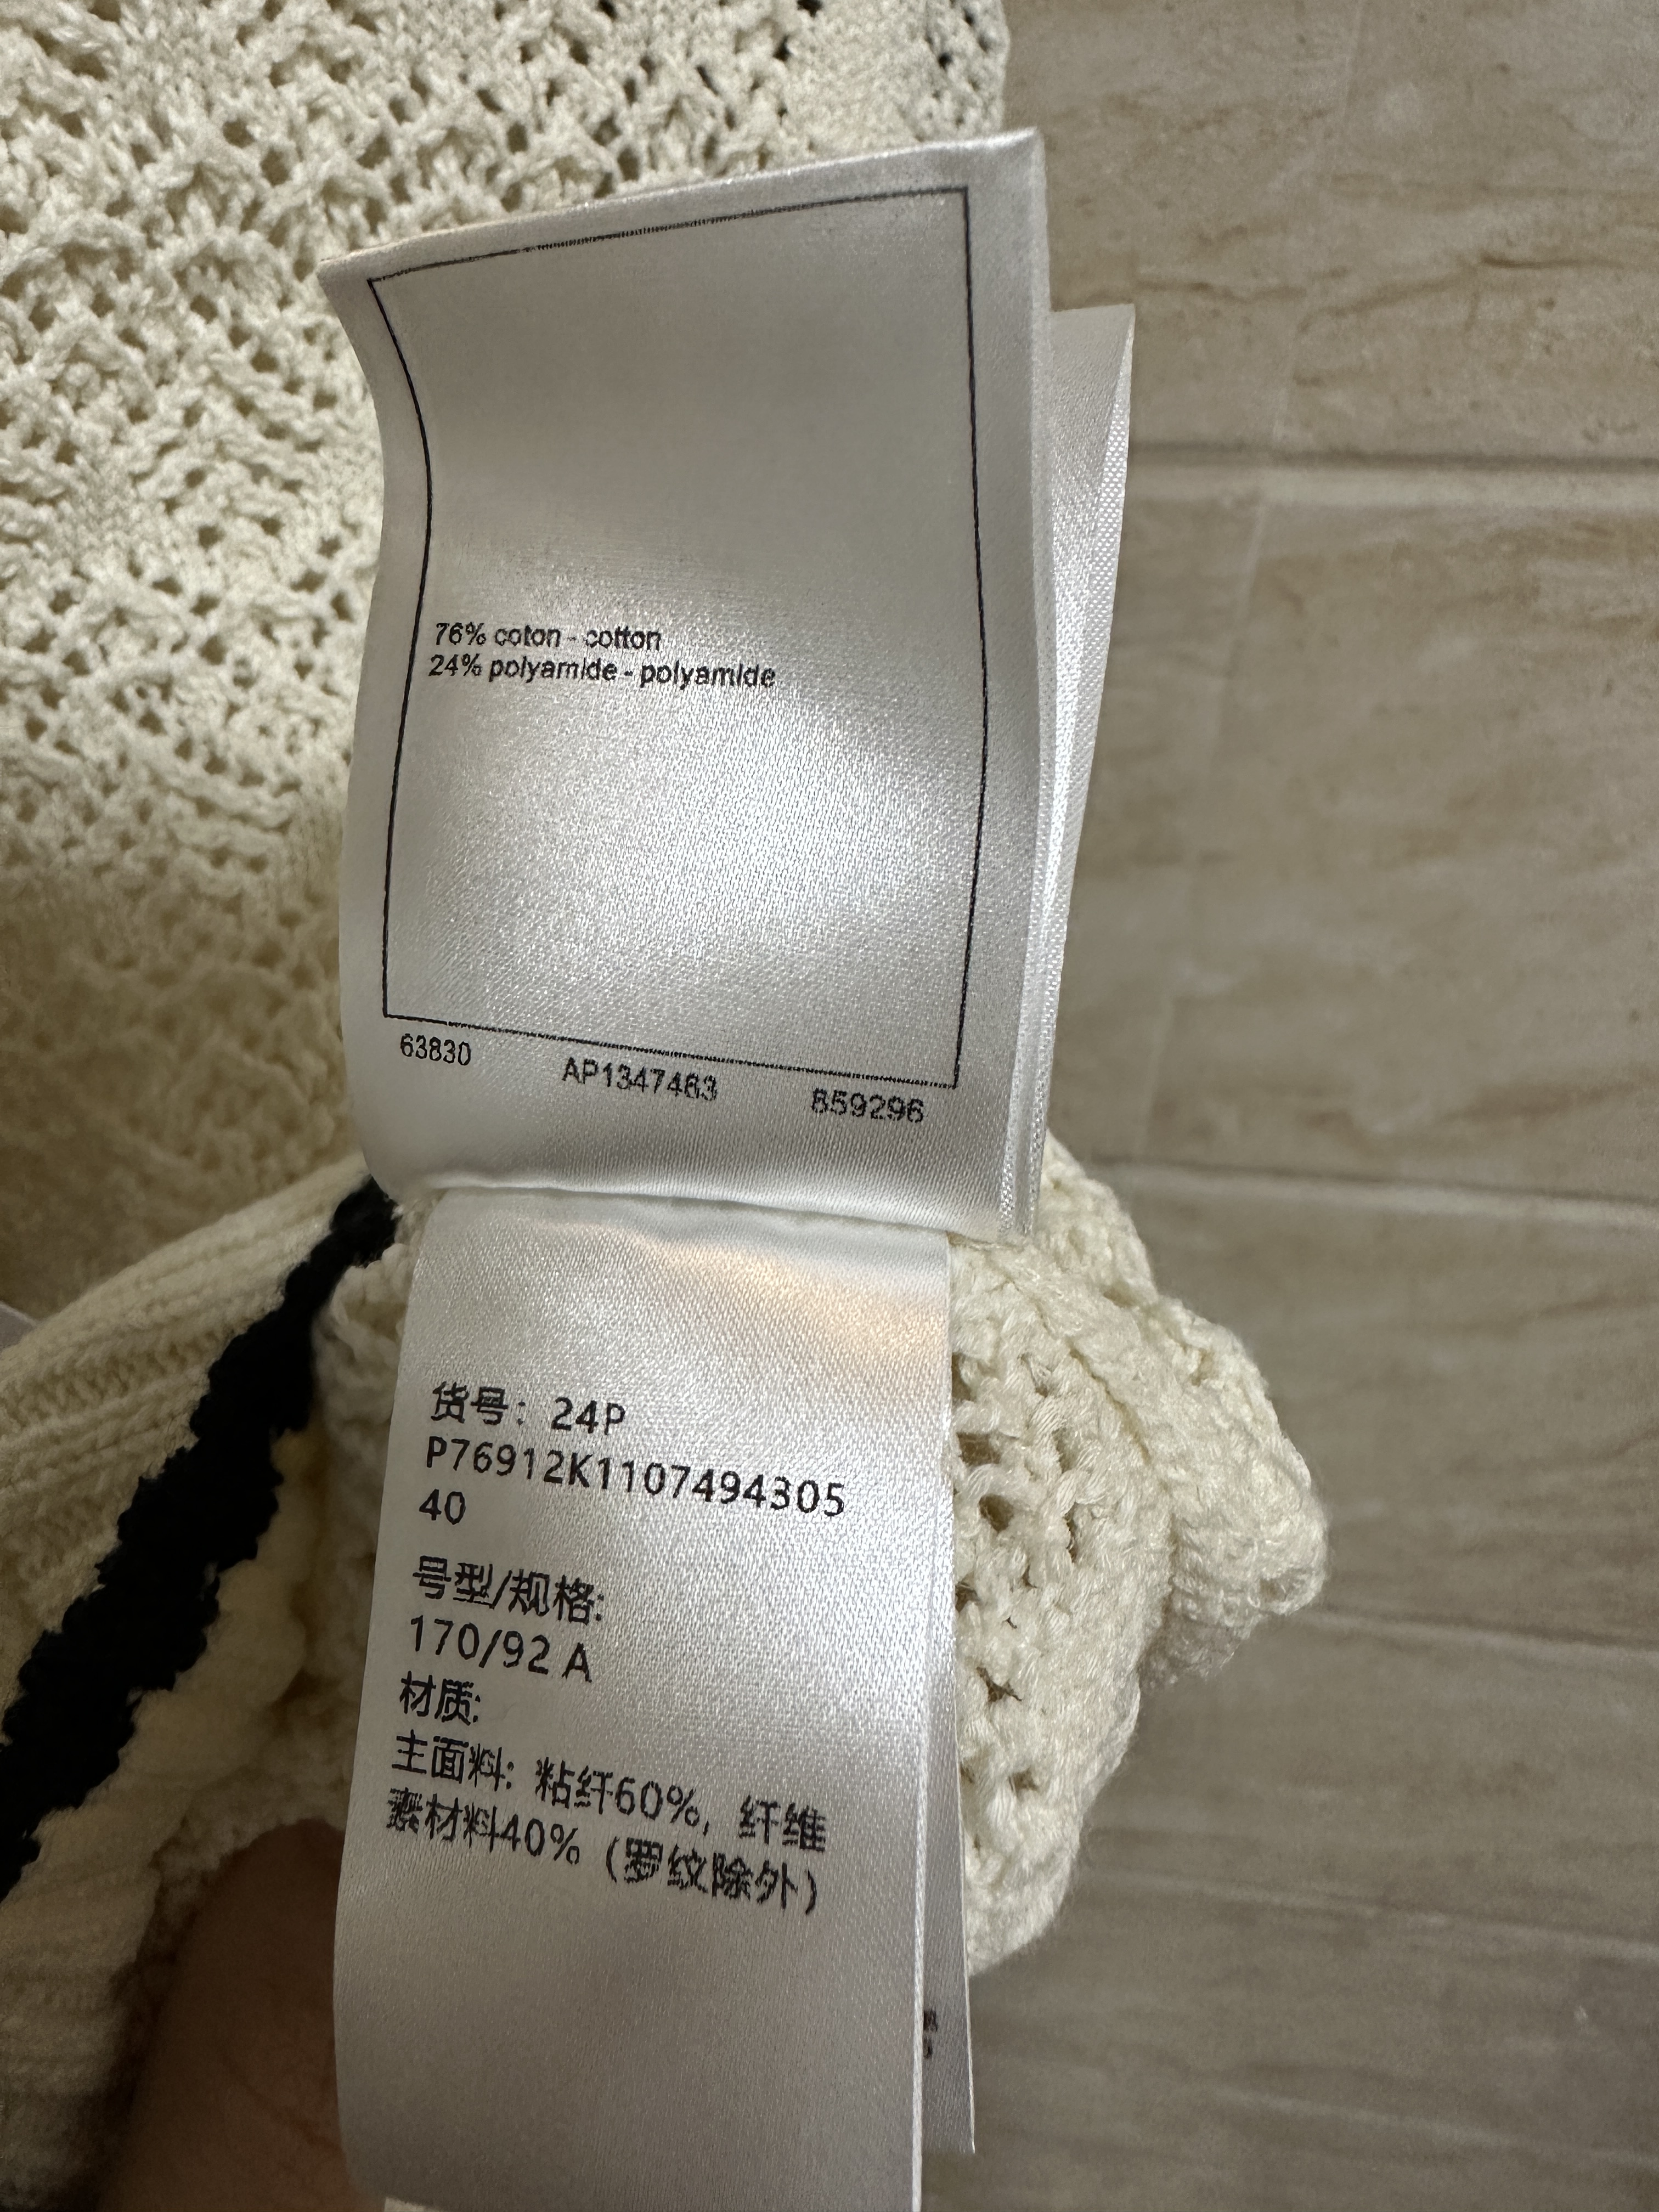 76% coton - cotton
24% polyamide - polyamide
63830 AP1347463 859296
货号：24P
P76912K1107494305
40
号型/规格:
170/92 A
材质:
主面料: 粘纤60%, 纤维
素材料40%（罗纹除外）